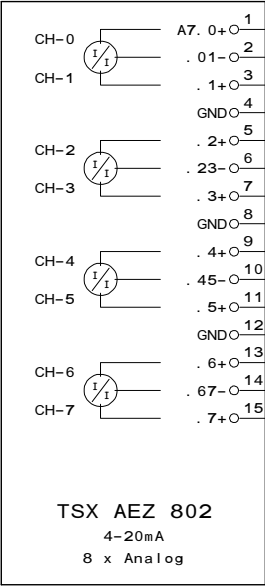 CH-0 A7. 0+ 1
I/I . 01- 2
CH-1 . 1+ 3
GND 4
CH-2 . 2+ 5
I/I . 23- 6
CH-3 . 3+ 7
GND 8
CH-4 . 4+ 9
I/I . 45- 10
CH-5 . 5+ 11
GND 12
CH-6 . 6+ 13
I/I . 67- 14
CH-7 . 7+ 15
TSX AEZ 802
4-20mA
8 x Analog